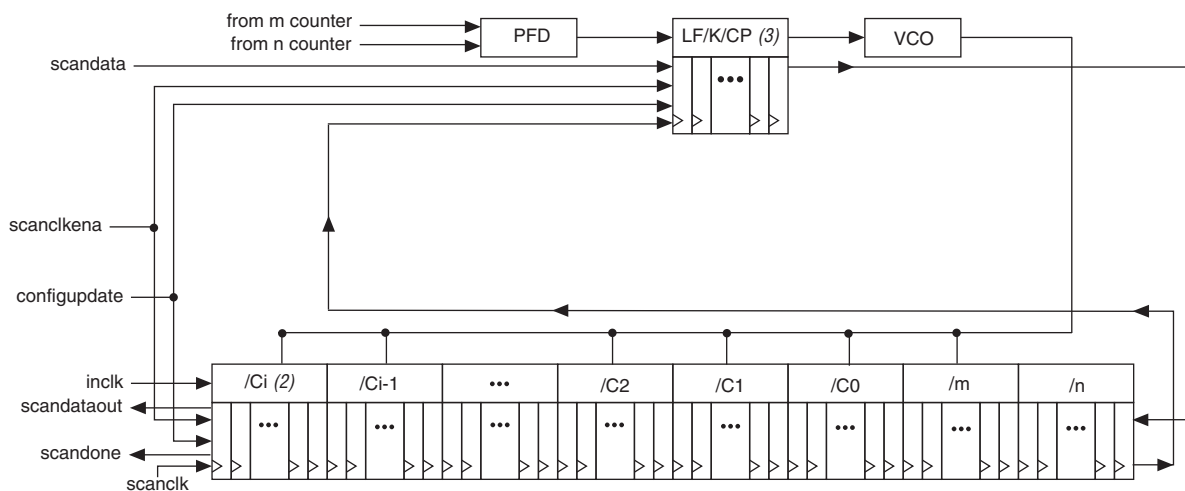 from m counter
from n counter
PFD
LF/K/CP (3)
VCO
scandata
•••
scanclkena
configupdate
inclk
/Ci (2)
/Ci-1
•••
/C2
/C1
/C0
/m
/n
scandataout
••• ••• ••• ••• ••• ••• ••• •••
scandone
scanclk